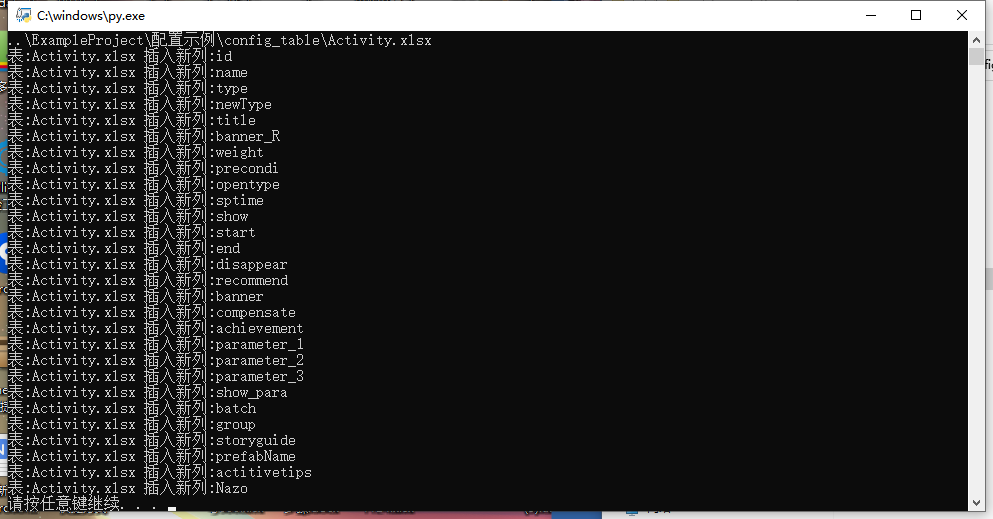 C:\windows\py.exe
..\ExampleProject\配置示例\config_table\Activity.xlsx
表:Activity.xlsx 插入新列:id
表:Activity.xlsx 插入新列:name
表:Activity.xlsx 插入新列:type
表:Activity.xlsx 插入新列:newType
表:Activity.xlsx 插入新列:title
表:Activity.xlsx 插入新列:banner_R
表:Activity.xlsx 插入新列:weight
表:Activity.xlsx 插入新列:precondi
表:Activity.xlsx 插入新列:opentype
表:Activity.xlsx 插入新列:sptime
表:Activity.xlsx 插入新列:show
表:Activity.xlsx 插入新列:start
表:Activity.xlsx 插入新列:end
表:Activity.xlsx 插入新列:disappear
表:Activity.xlsx 插入新列:recommend
表:Activity.xlsx 插入新列:banner
表:Activity.xlsx 插入新列:compensate
表:Activity.xlsx 插入新列:achievement
表:Activity.xlsx 插入新列:parameter_1
表:Activity.xlsx 插入新列:parameter_2
表:Activity.xlsx 插入新列:parameter_3
表:Activity.xlsx 插入新列:show_para
表:Activity.xlsx 插入新列:batch
表:Activity.xlsx 插入新列:group
表:Activity.xlsx 插入新列:storyguide
表:Activity.xlsx 插入新列:prefabName
表:Activity.xlsx 插入新列:actitivetips
表:Activity.xlsx 插入新列:Nazo
请按任意键继续. . .